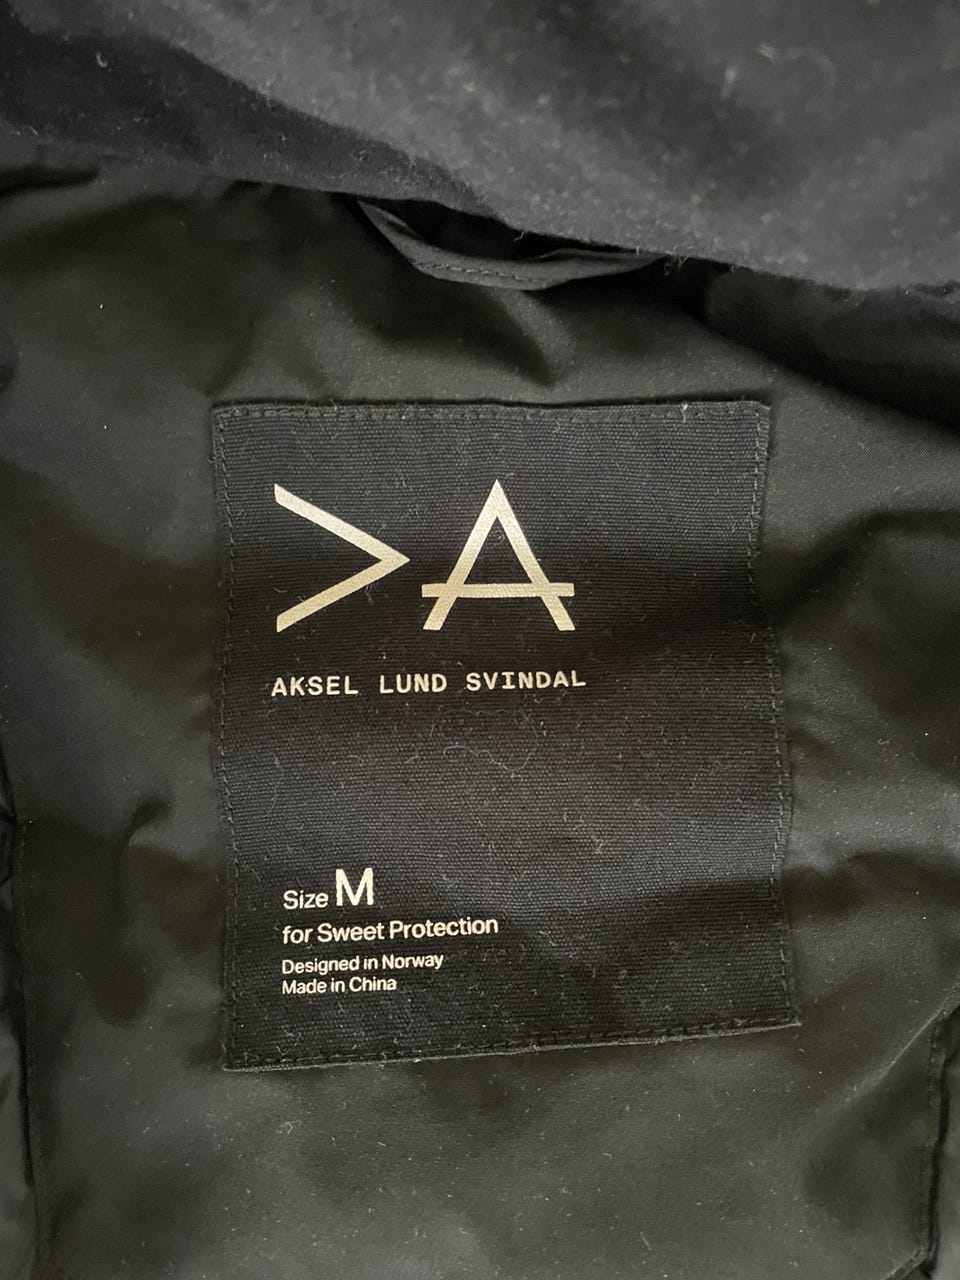 >A
AKSEL LUND SVINDAL
Size M
for Sweet Protection
Designed in Norway
Made in China